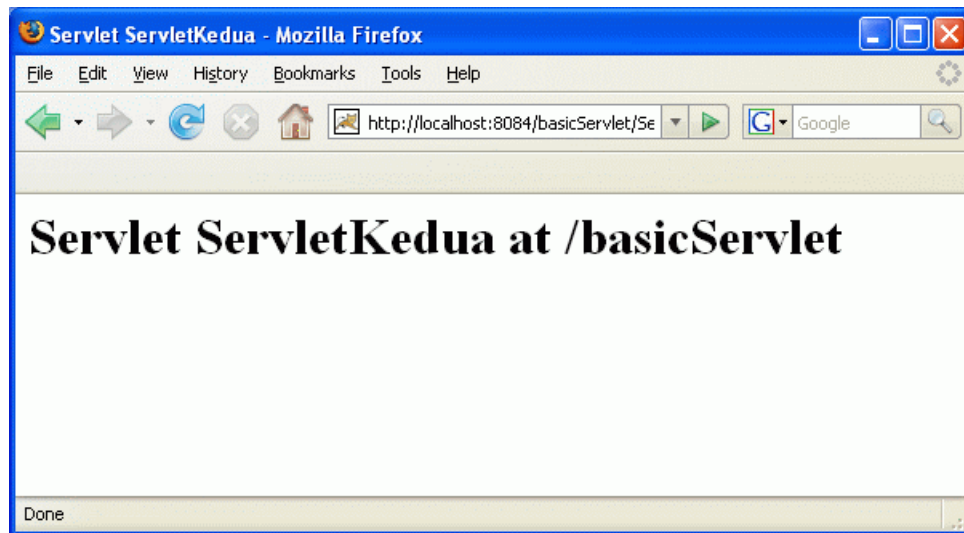 Servlet ServletKedua - Mozilla Firefox
File Edit View History Bookmarks Tools Help
http://localhost:8084/basicServlet/Se G Google
Servlet ServletKedua at /basicServlet
Done